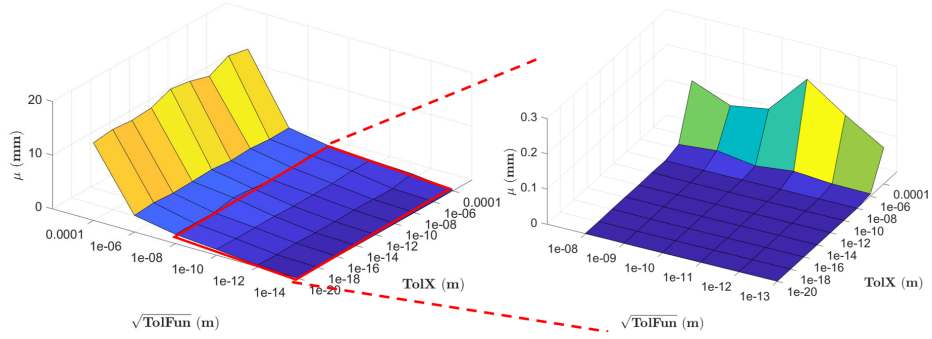 20
10
0
μ (mm)
0.0001
1e-06
1e-08
1e-10
1e-12
1e-14
√TolFun (m)
0.0001
1e-06
1e-08
1e-10
1e-12
1e-14
1e-16
1e-18
1e-20
TolX (m)
0.3
0.2
0.1
0
μ (mm)
1e-08
1e-09
1e-10
1e-11
1e-12
1e-13
√TolFun (m)
0.0001
1e-06
1e-08
1e-10
1e-12
1e-14
1e-16
1e-18
1e-20
TolX (m)